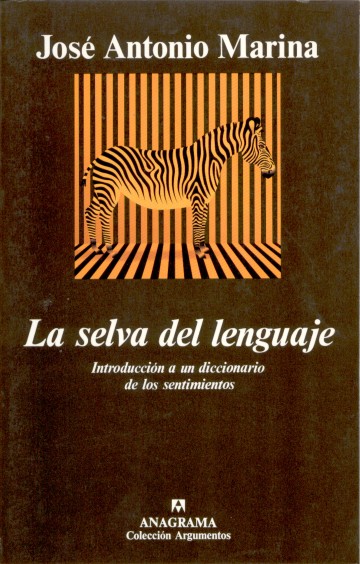 José Antonio Marina
La selva del lenguaje
Introducción a un diccionario
de los sentimientos
ANAGRAMA
Colección Argumentos